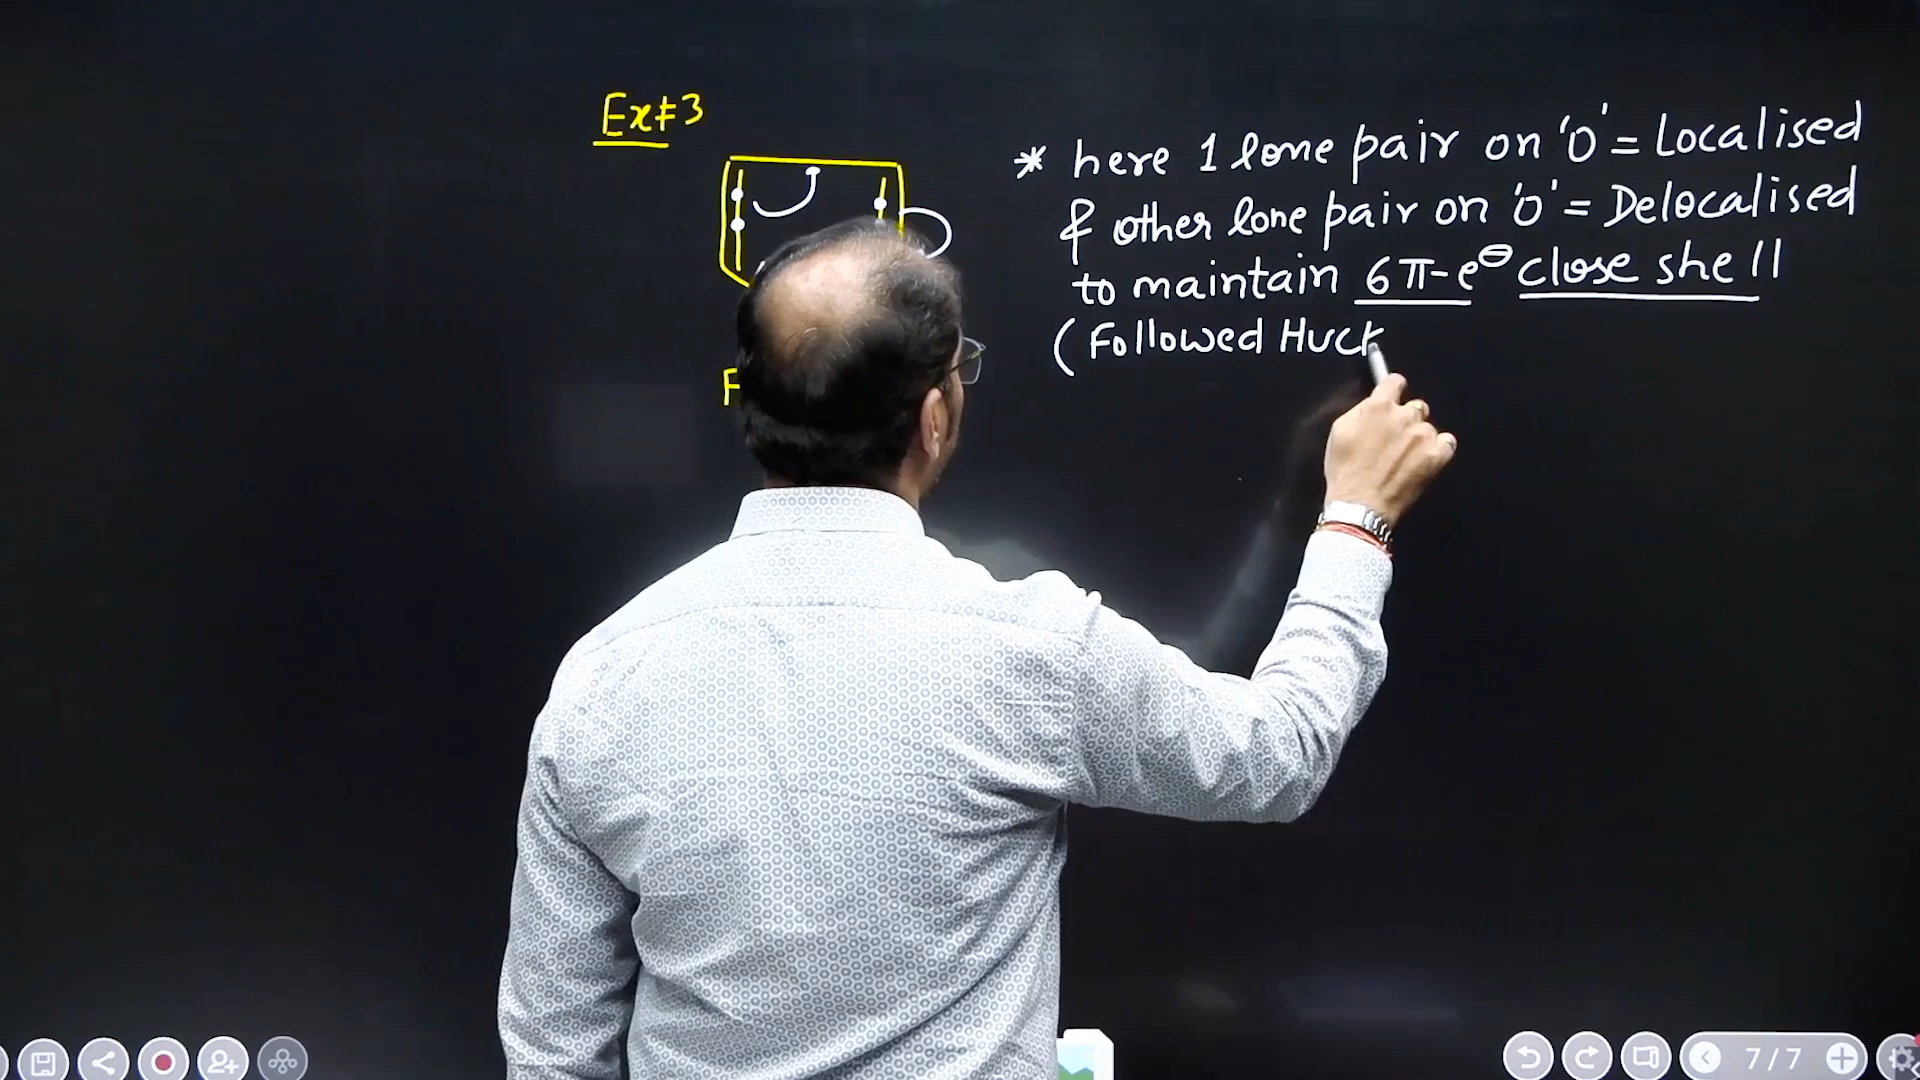 Ex≠3
* here 1 lone pair on 'O' = Localised
& other lone pair on 'O' = Delocalised
to maintain 6π-e⊖ close shell
(Followed Huck
F
7/7